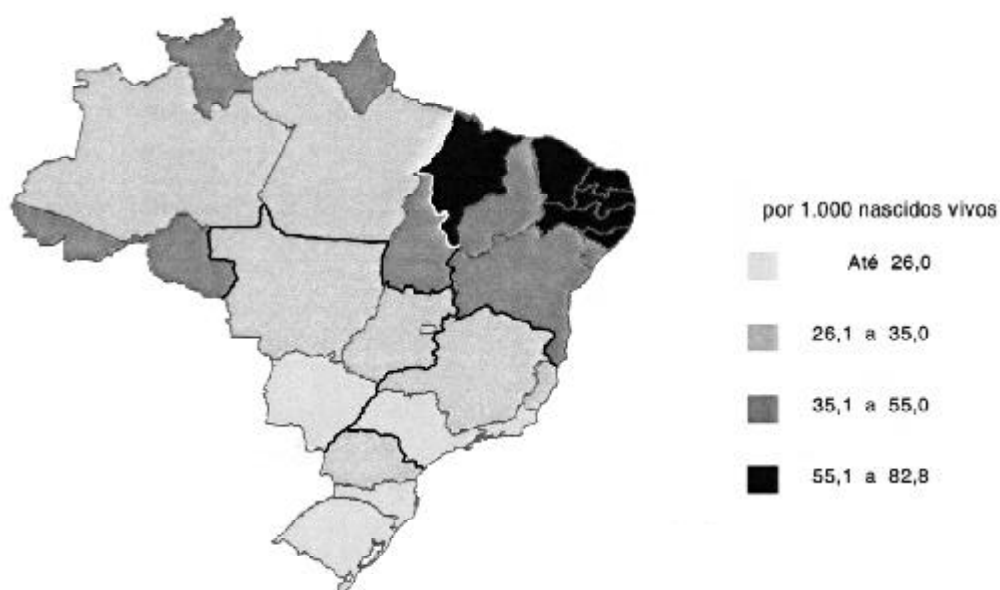 por 1.000 nascidos vivos
Até 26,0
26,1 a 35,0
35,1 a 55,0
55,1 a 82,8